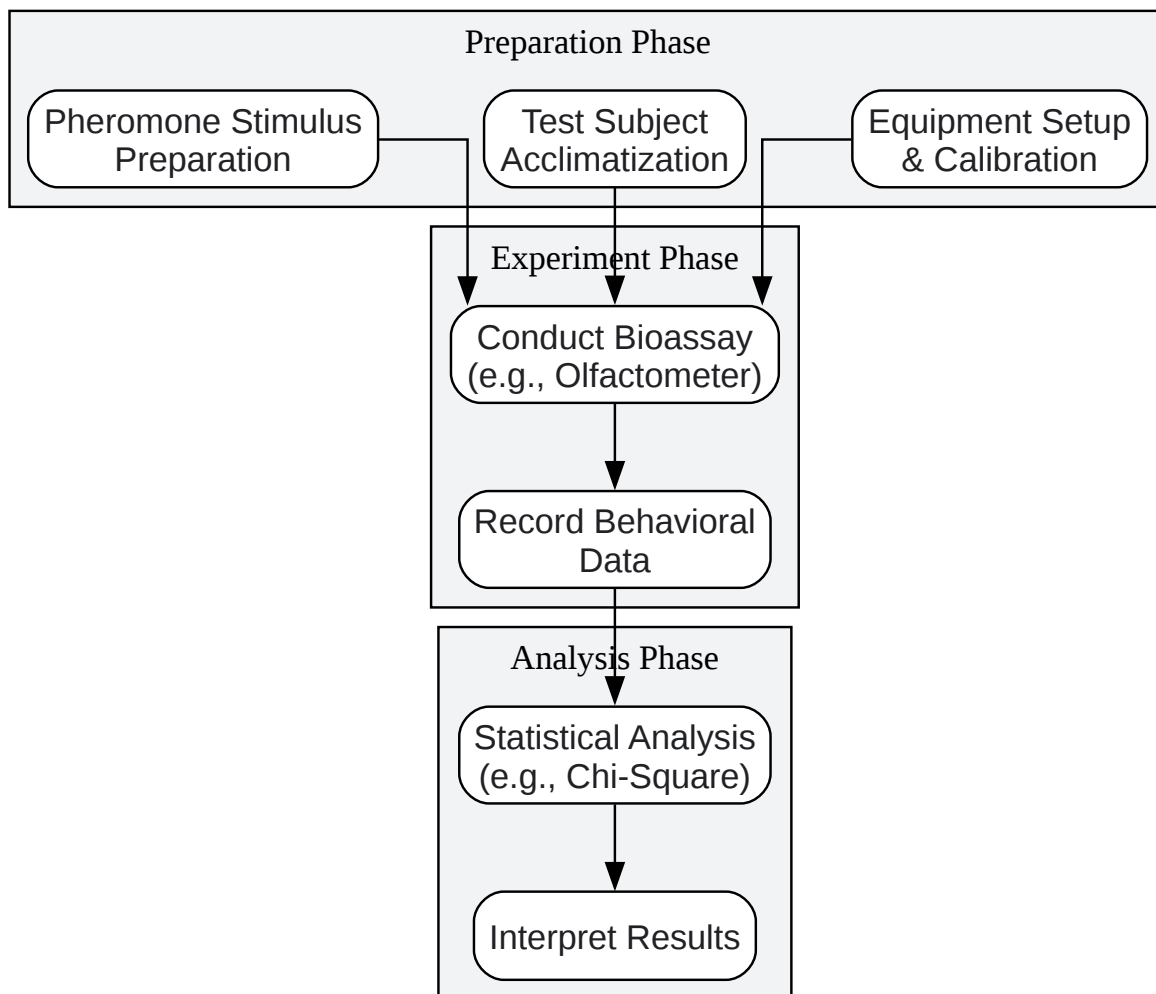 Preparation Phase
Pheromone Stimulus
Preparation
Test Subject
Acclimatization
Equipment Setup
& Calibration
Experiment Phase
Conduct Bioassay
(e.g., Olfactometer)
Record Behavioral
Data
Analysis Phase
Statistical Analysis
(e.g., Chi-Square)
Interpret Results